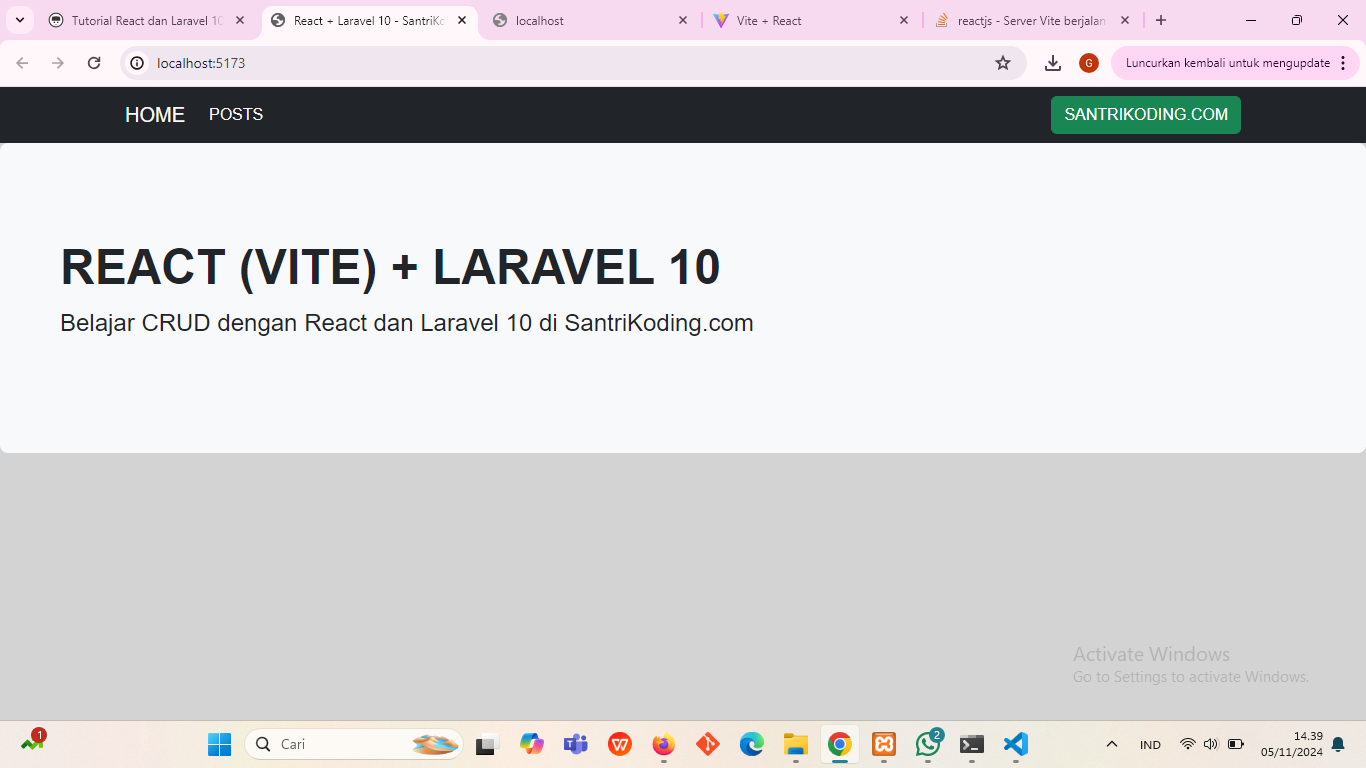 Tutorial React dan Laravel 10
React + Laravel 10 - SantriKo
localhost
Vite + React
reactjs - Server Vite berjalan
localhost:5173
G
Luncurkan kembali untuk mengupdate
HOME
POSTS
SANTRIKODING.COM
REACT (VITE) + LARAVEL 10
Belajar CRUD dengan React dan Laravel 10 di SantriKoding.com
Activate Windows
Go to Settings to activate Windows.
1
Cari
W
2
IND
14.39
05/11/2024